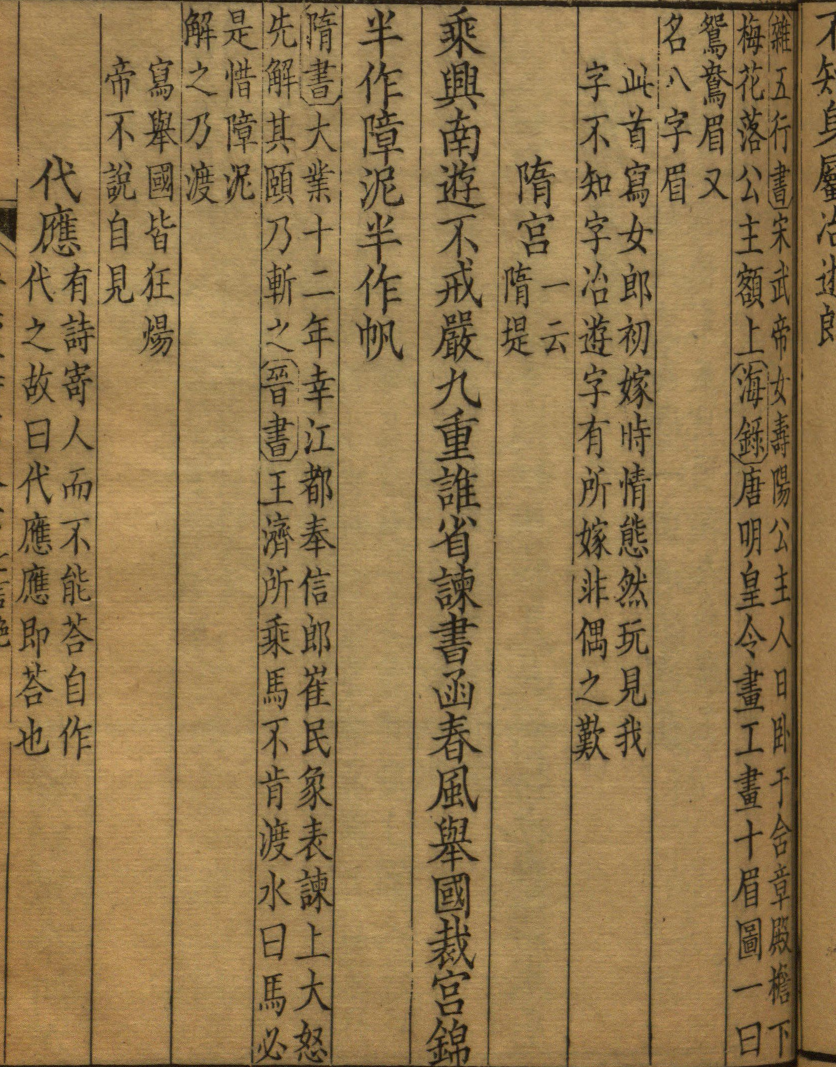 不知身屬冶遊郎
雜五行書宋武帝女壽陽公主人日卧于含章殿檐下
梅花落公主額上海録唐明皇令畫工畫十眉圖一曰
鴛鴦眉又
名八字眉
此首寫女郎初嫁時情態然玩見我
字不知字冶遊字有所嫁非偶之歎
隋宫一云
隋堤
乘興南遊不戒嚴九重誰省諫書函春風舉國裁宫錦
半作障泥半作帆
隋書大業十二年幸江都奉信郎崔民象表諫上大怒
先解其頤乃斬之晉書王濟所乘馬不肯渡水曰馬必
是惜障泥
解之乃渡
寫舉國皆狂煬
帝不說自見
代應有詩寄人而不能荅自作
代之故曰代應應即荅也